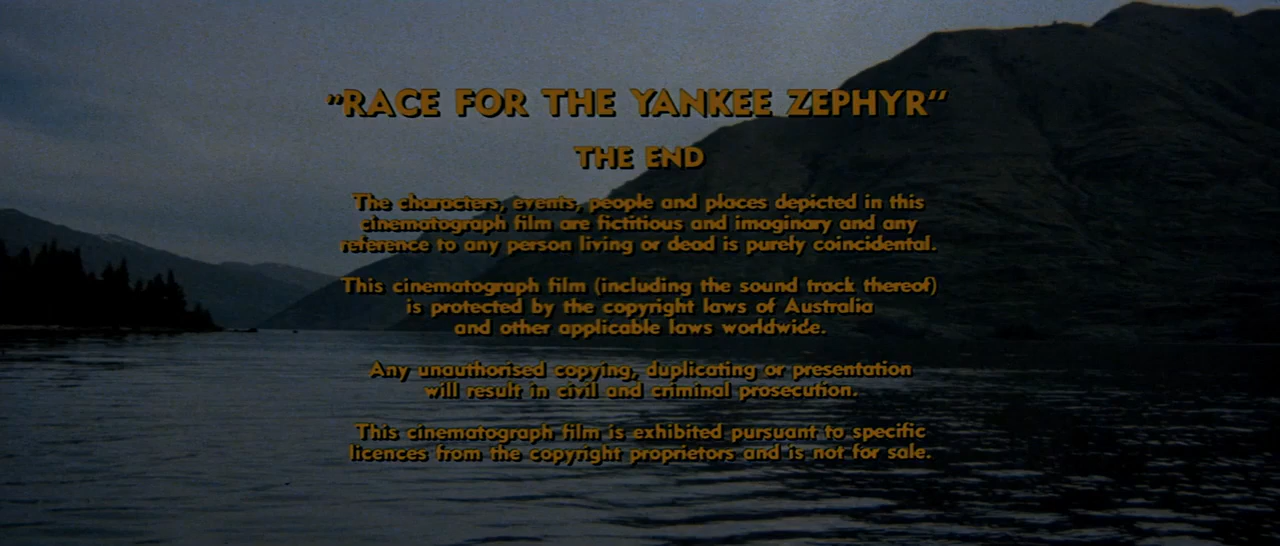 "RACE FOR THE YANKEE ZEPHYR"
THE END
The characters, events, people and places depicted in this
cinematograph film are fictitious and imaginary and any
reference to any person living or dead is purely coincidental.
This cinematograph film (including the sound track thereof)
is protected by the copyright laws of Australia
and other applicable laws worldwide.
Any unauthorised copying, duplicating or presentation
will result in civil and criminal prosecution.
This cinematograph film is exhibited pursuant to specific
licences from the copyright proprietors and is not for sale.